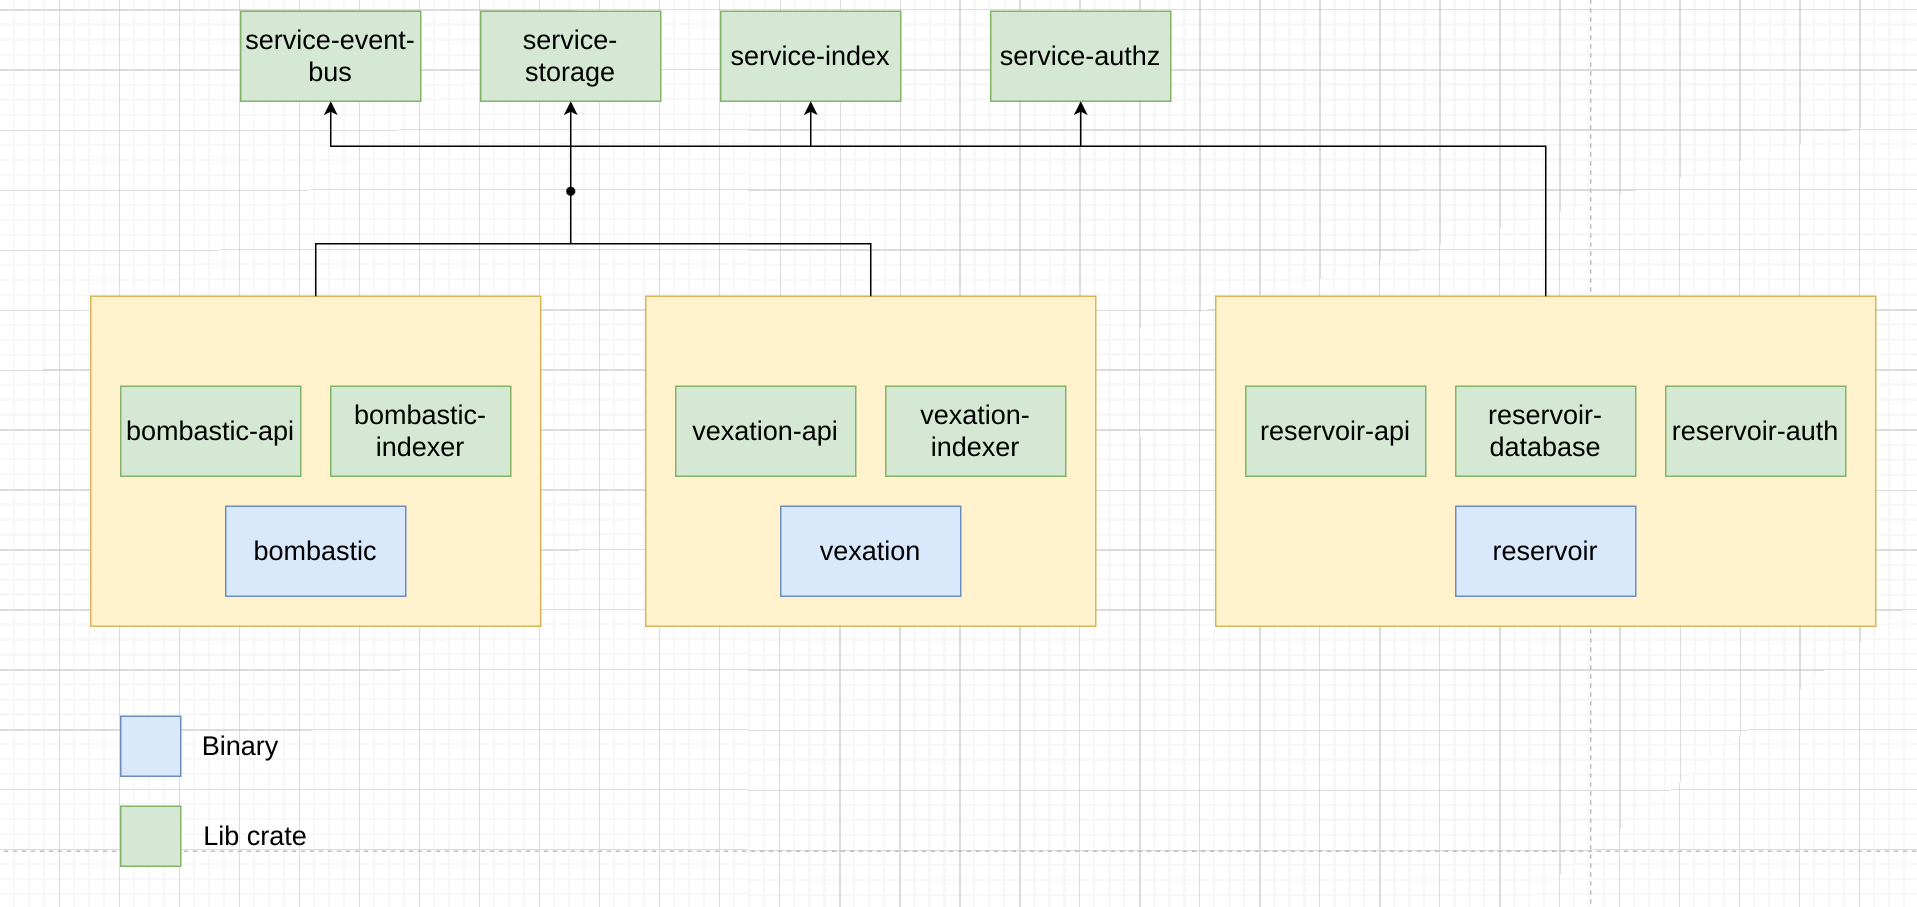 service-event-
bus
service-
storage
service-index
service-authz
bombastic-api
bombastic-
indexer
bombastic
vexation-api
vexation-
indexer
vexation
reservoir-api
reservoir-
database
reservoir-auth
reservoir
Binary
Lib crate